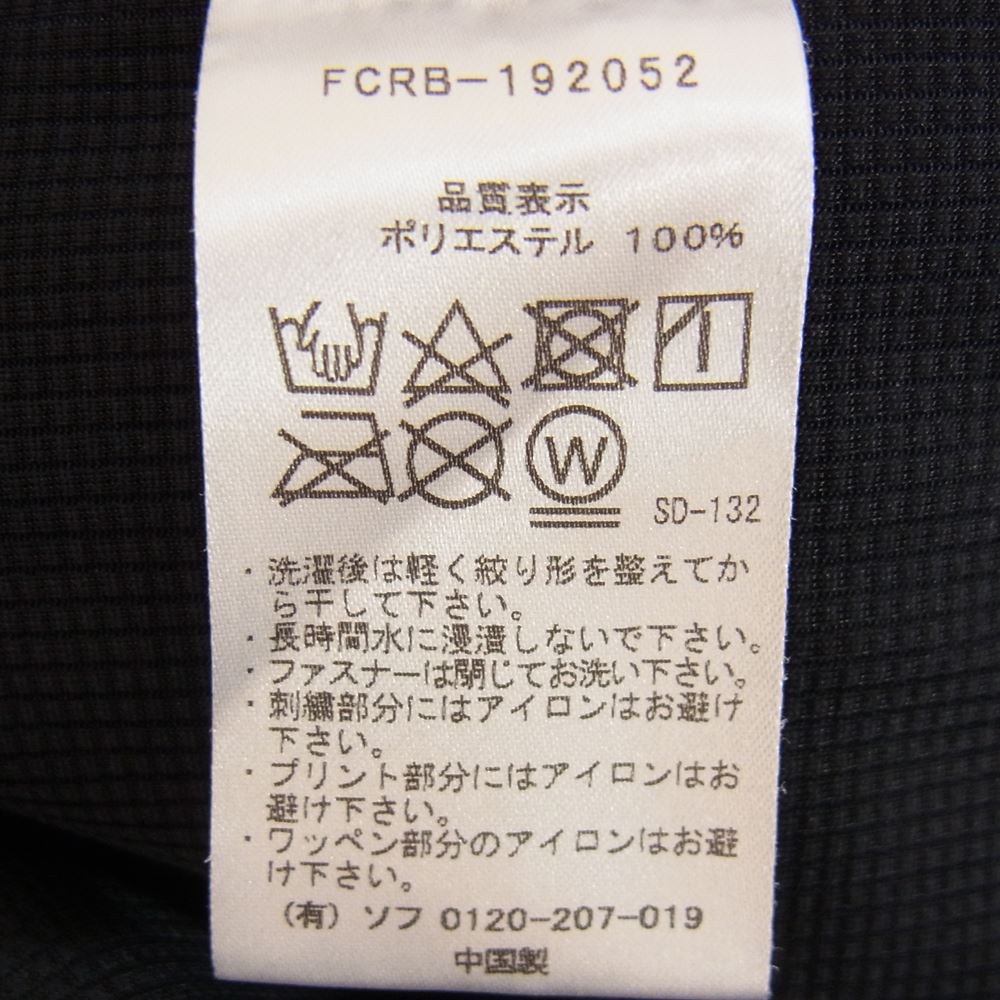 FCRB-192052
品質表示
ポリエステル 100%
W
SD-132
・洗濯後は軽く絞り形を整えてか
ら干して下さい。
・長時間水に浸漬しないで下さい。
・ファスナーは閉じてお洗い下さい。
・刺繍部分にはアイロンはお避け
下さい。
・プリント部分にはアイロンはお
避け下さい。
・ワッペン部分のアイロンはお避
け下さい。
(有) ソフ 0120-207-019
中国製